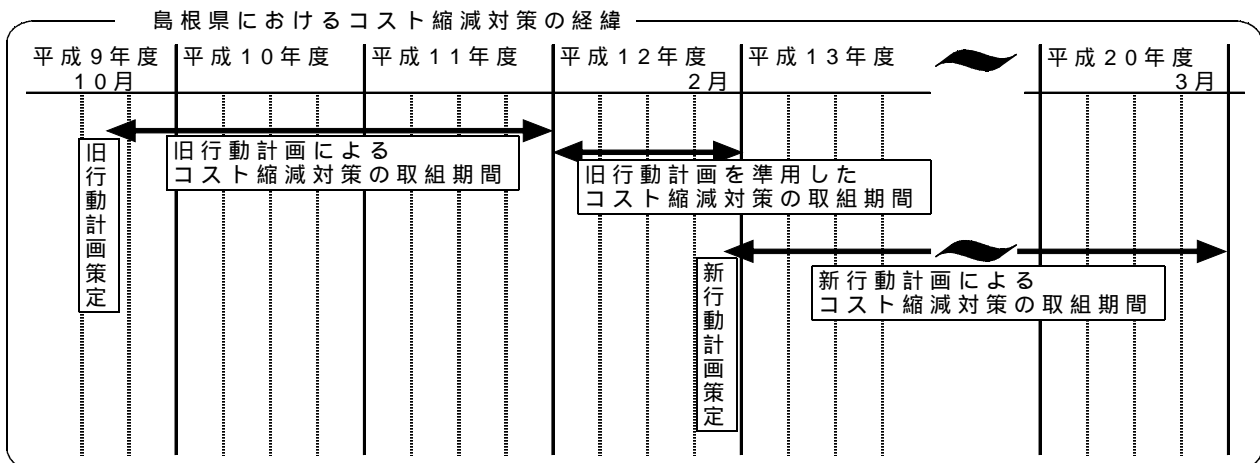 島根県におけるコスト縮減対策の経緯
平成9年度
10月
平成10年度
平成11年度
平成12年度
2月
平成13年度
平成20年度
3月
旧行動計画策定
旧行動計画による
コスト縮減対策の取組期間
旧行動計画を準用した
コスト縮減対策の取組期間
新行動計画策定
新行動計画による
コスト縮減対策の取組期間